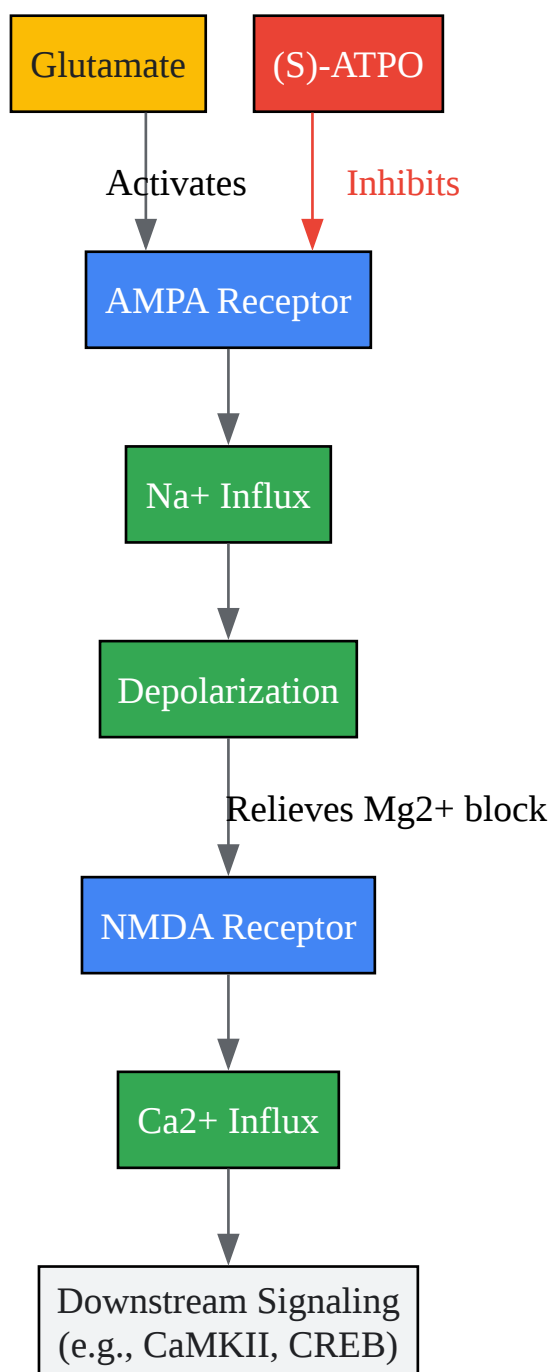 Glutamate
(S)-ATPO
Activates
Inhibits
AMPA Receptor
Na+ Influx
Depolarization
Relieves Mg2+ block
NMDA Receptor
Ca2+ Influx
Downstream Signaling
(e.g., CaMKII, CREB)